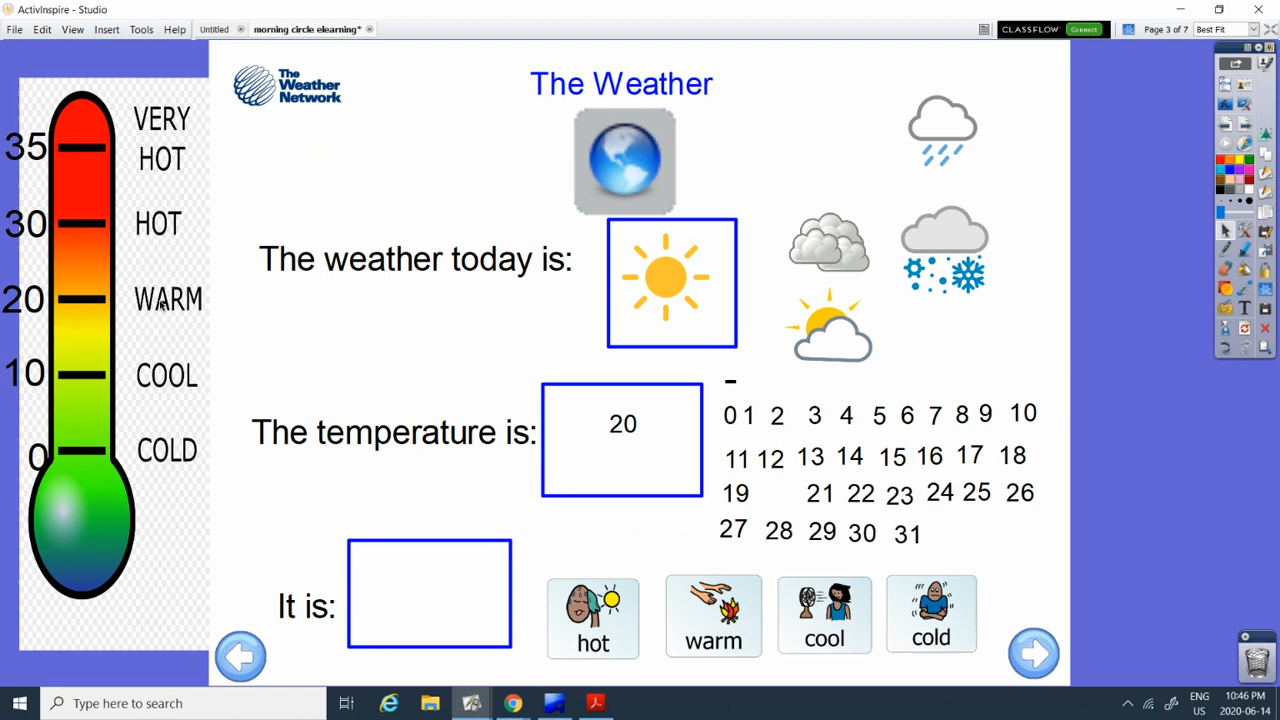 ActivInspire - Studio
File Edit View Insert Tools Help
Untitled morning circle elearning*
CLASSFLOW Connect
Page 3 of 7 Best Fit
The Weather Network
The Weather
VERY
35 HOT
30 HOT
20 WARM
10 COOL
0 COLD
The weather today is:
The temperature is: 20
-
0 1 2 3 4 5 6 7 8 9 10
11 12 13 14 15 16 17 18
19 21 22 23 24 25 26
27 28 29 30 31
It is:
hot warm cool cold
Type here to search
ENG 10:46 PM
US 2020-06-14